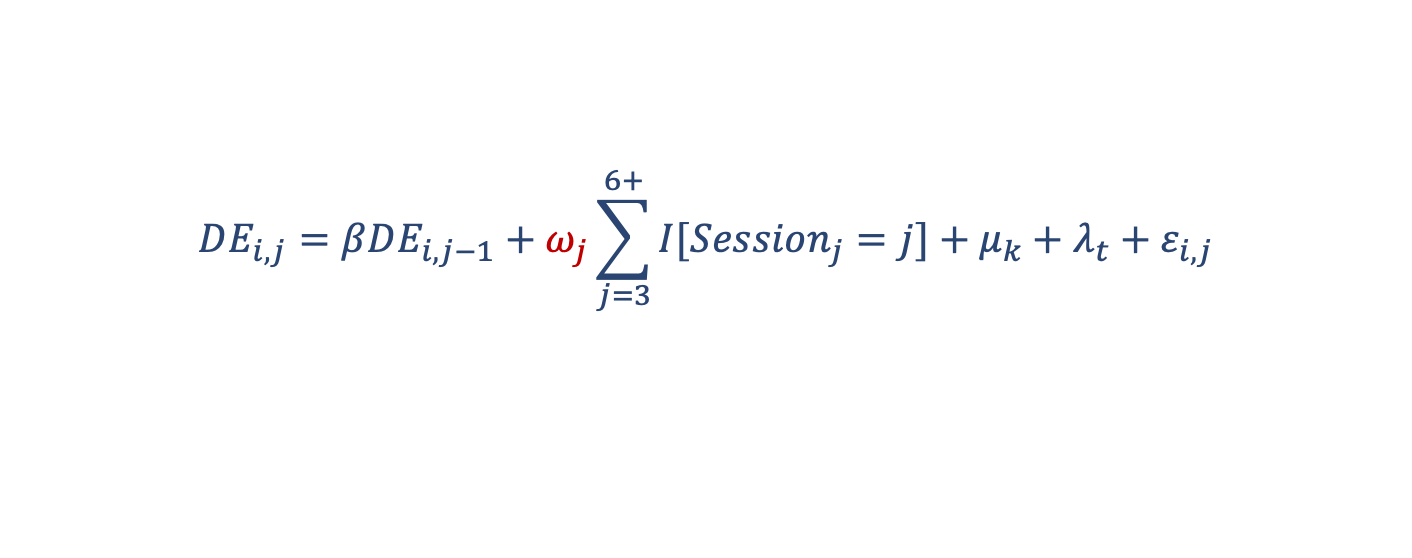 DE_{i,j} = βDE_{i,j−1} + ω_j ∑_{j=3}^{6+} I[Session_j = j] + μ_k + λ_t + ε_{i,j}